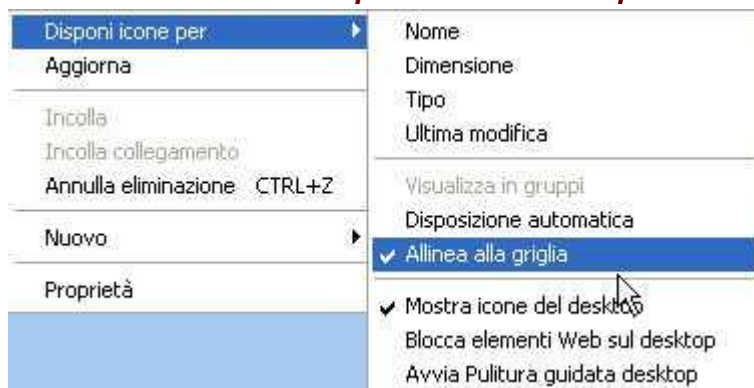 Disponi icone per
Aggiorna
Incolla
Incolla collegamento
Annulla eliminazione CTRL+Z
Nuovo
Proprietà
Nome
Dimensione
Tipo
Ultima modifica
Visualizza in gruppi
Disposizione automatica
Allinea alla griglia
Mostra icone del desktop
Blocca elementi Web sul desktop
Avvia Pulitura guidata desktop